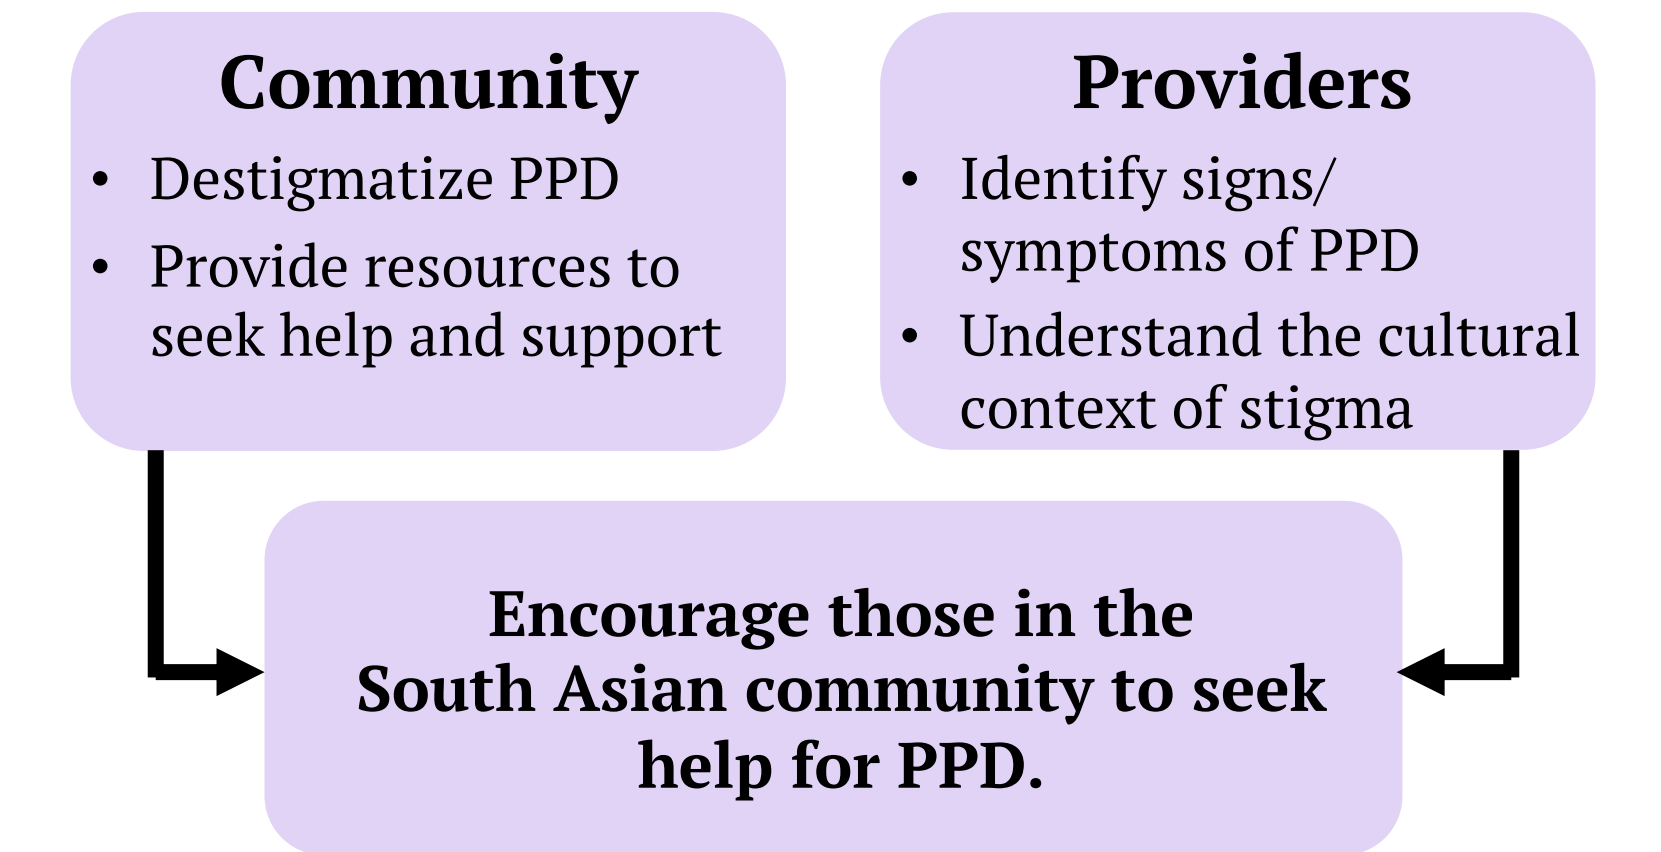 Community
• Destigmatize PPD
• Provide resources to
seek help and support
Providers
• Identify signs/
symptoms of PPD
• Understand the cultural
context of stigma
Encourage those in the
South Asian community to seek
help for PPD.